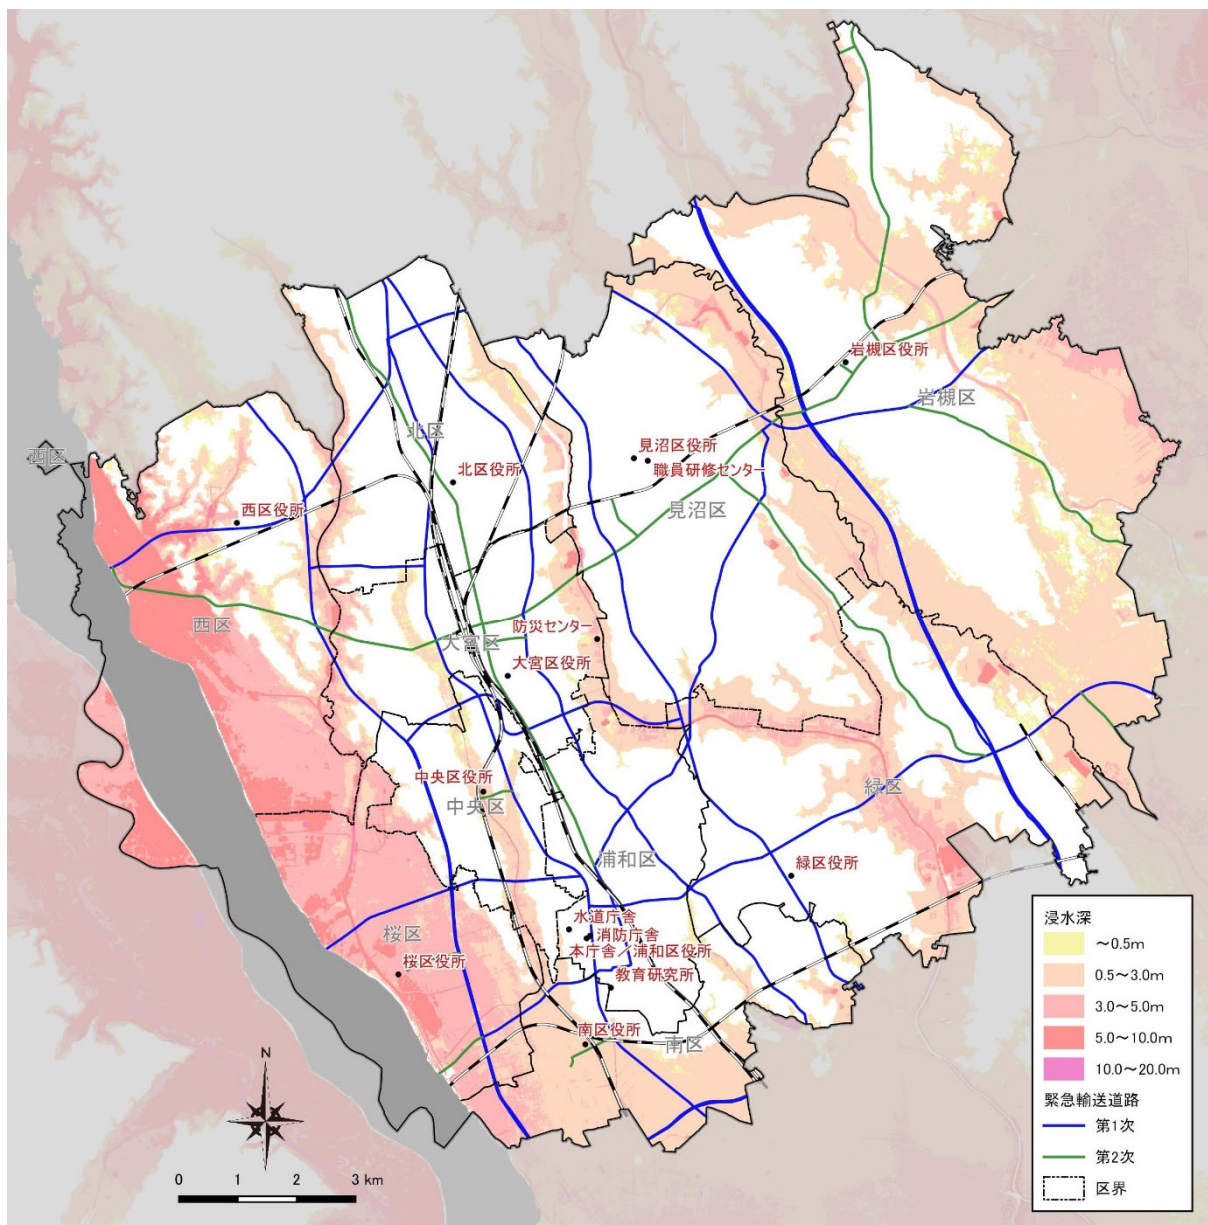 岩槻区役所
岩槻区
北区
見沼区役所
西区
職員研修センター
北区役所
西区役所
見沼区
西区
防災センター
大宮区
大宮区役所
中央区役所
緑区
中央区
浦和区
緑区役所
水道庁舎
桜区
消防庁舎
本庁舎／浦和区役所
桜区役所
教育研究所
南区役所
南区
N
0 1 2 3 km
浸水深
～0.5m
0.5～3.0m
3.0～5.0m
5.0～10.0m
10.0～20.0m
緊急輸送道路
第1次
第2次
区界